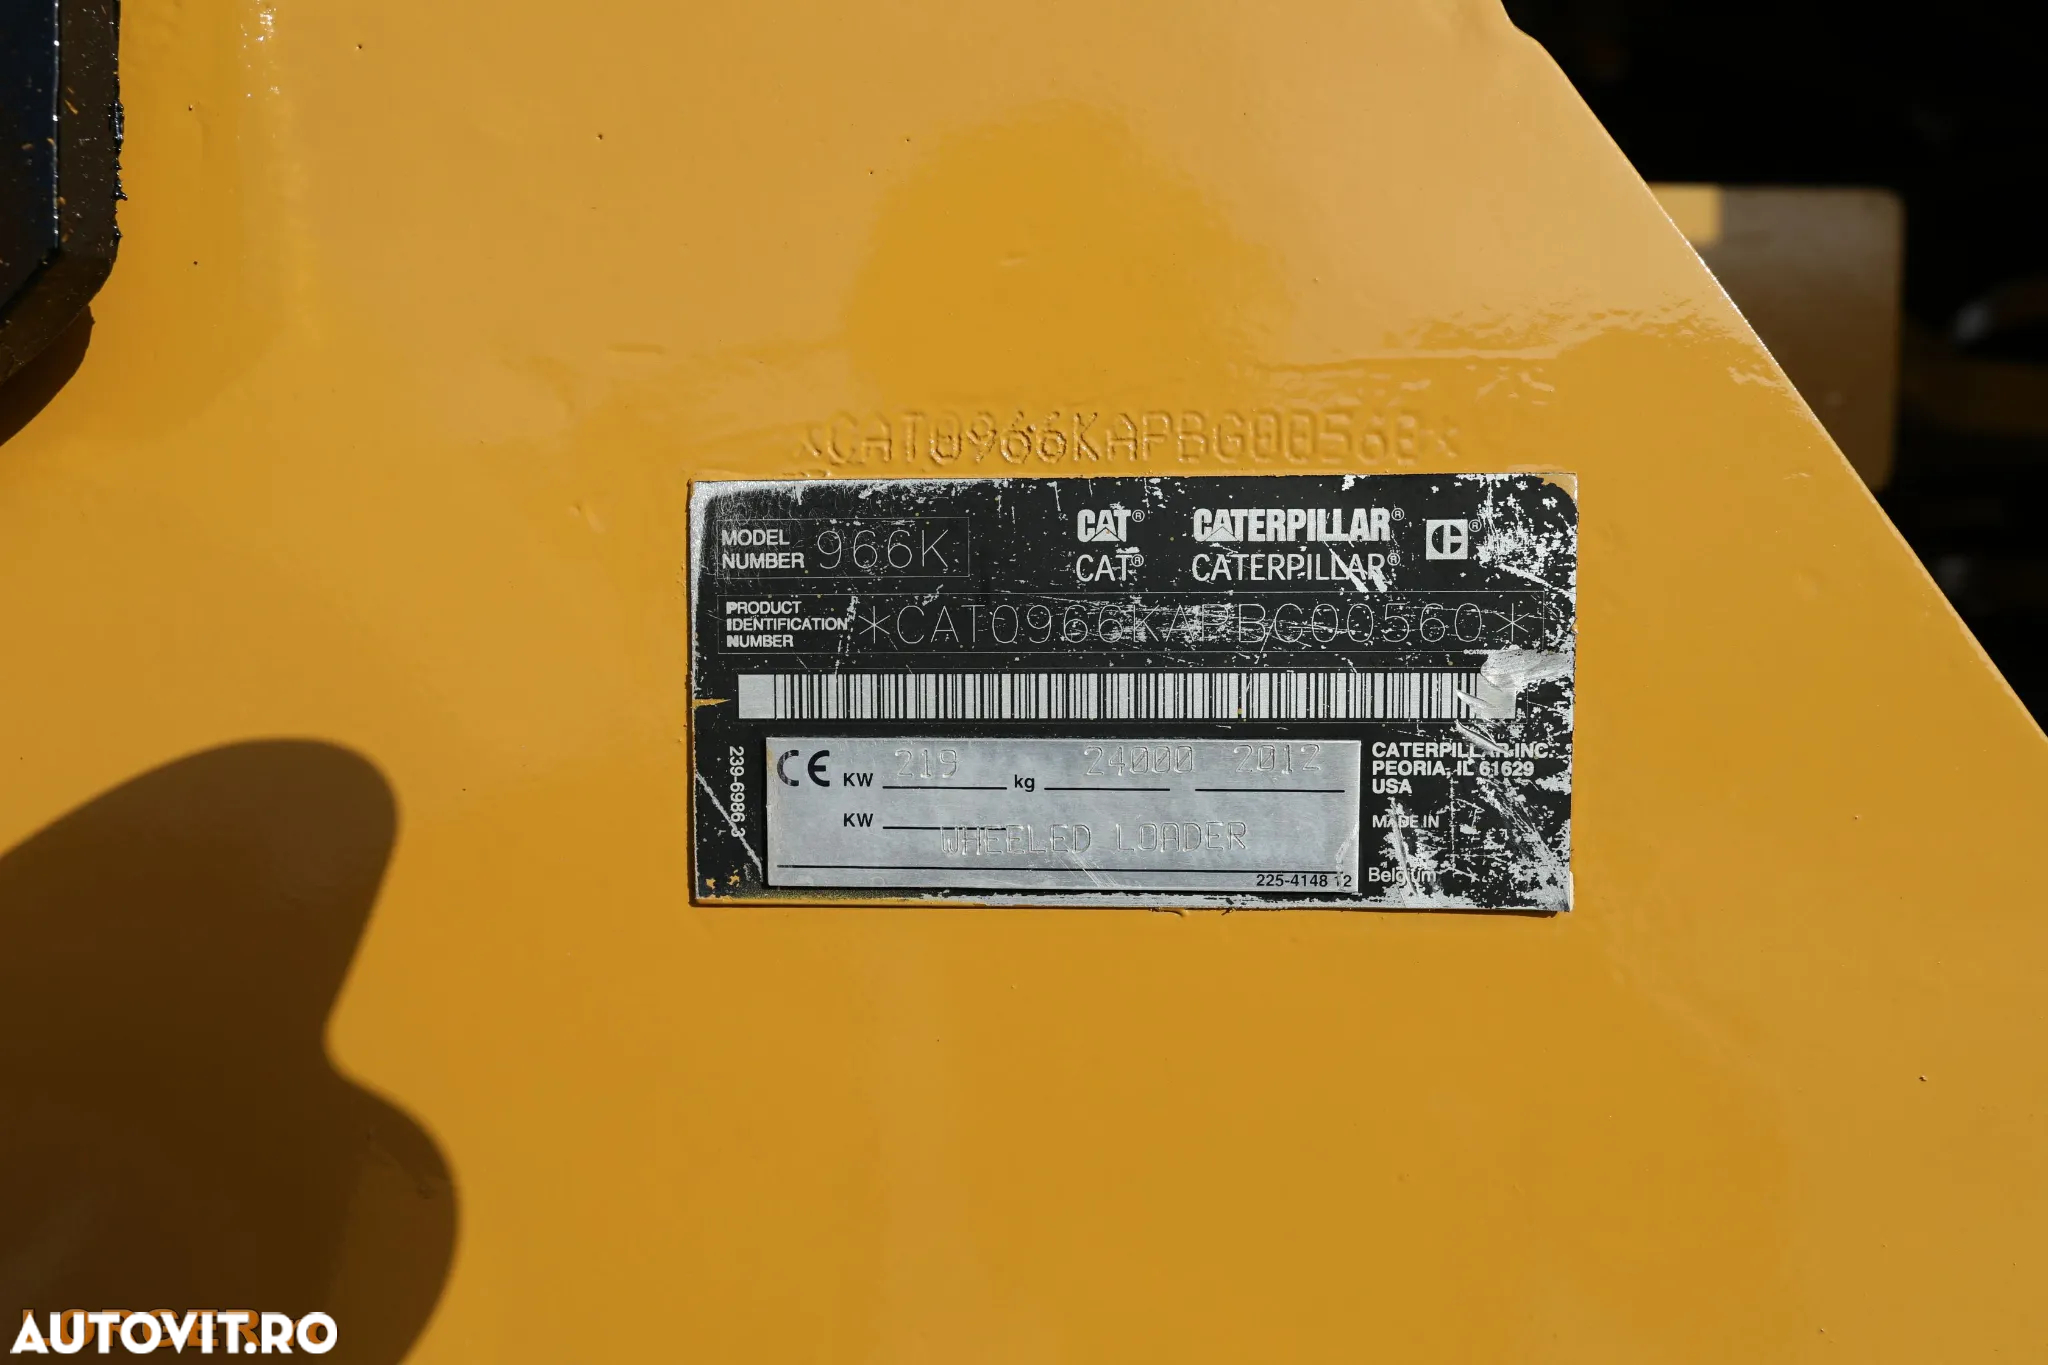 *CAT0966KAPBG00560*
MODEL NUMBER 966K
CAT® CATERPILLAR®
CAT® CATERPILLAR®
PRODUCT IDENTIFICATION NUMBER *CAT0966KAPBG00560*
239-6986 3
CE KW 219 kg 24000 2012
KW
WHEELED LOADER
225-4148 12
CATERPILLAR INC.
PEORIA, IL 61629
USA
MADE IN
Belgium
AUTOVIT.RO